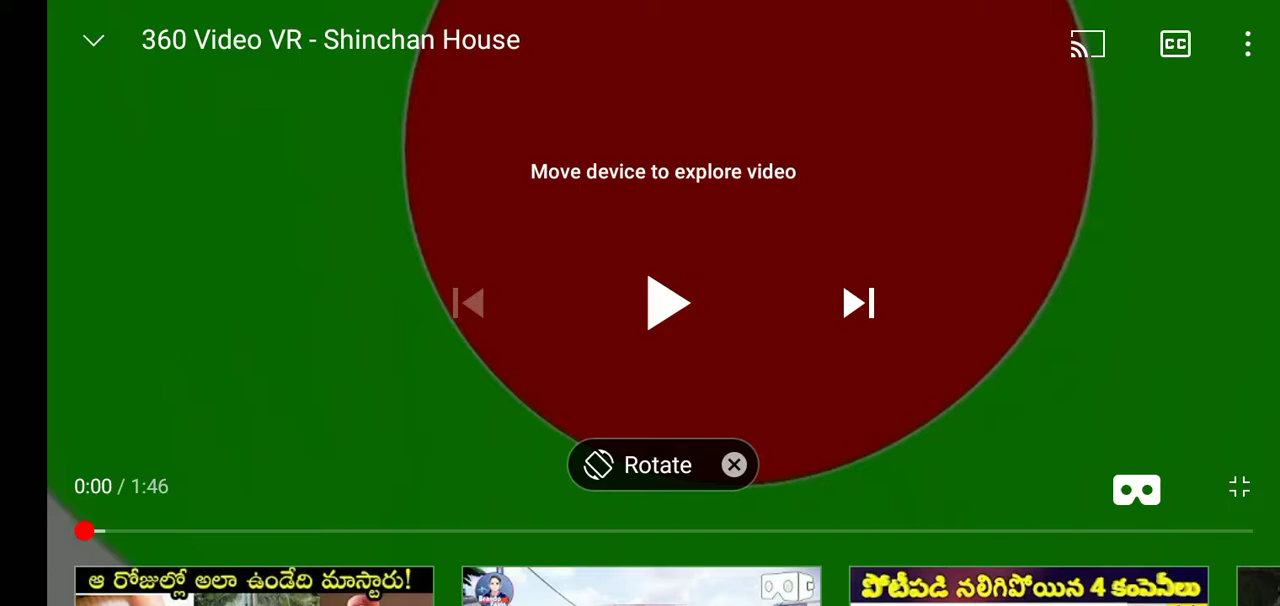 360 Video VR - Shinchan House
CC
Move device to explore video
Rotate
0:00 / 1:46
ఆ రోజుల్లో అలా ఉండేది మాస్టారు!
పోటీపడి నలిగిపోయిన 4 కంపెనీలు